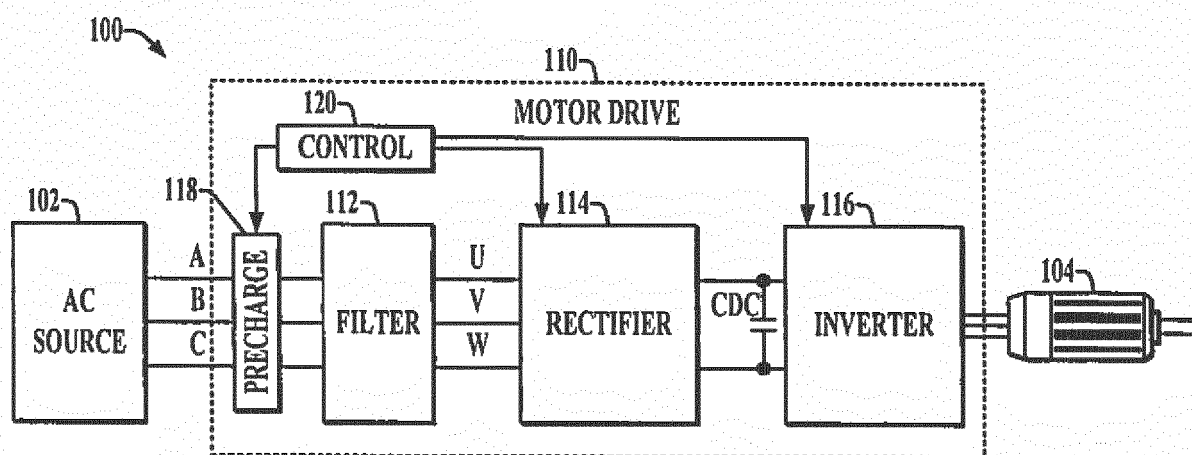 100
110
120
MOTOR DRIVE
CONTROL
118
102
112
114
116
A
U
104
B
V
CDC
C
W
AC
SOURCE
PRECHARGE
FILTER
RECTIFIER
INVERTER